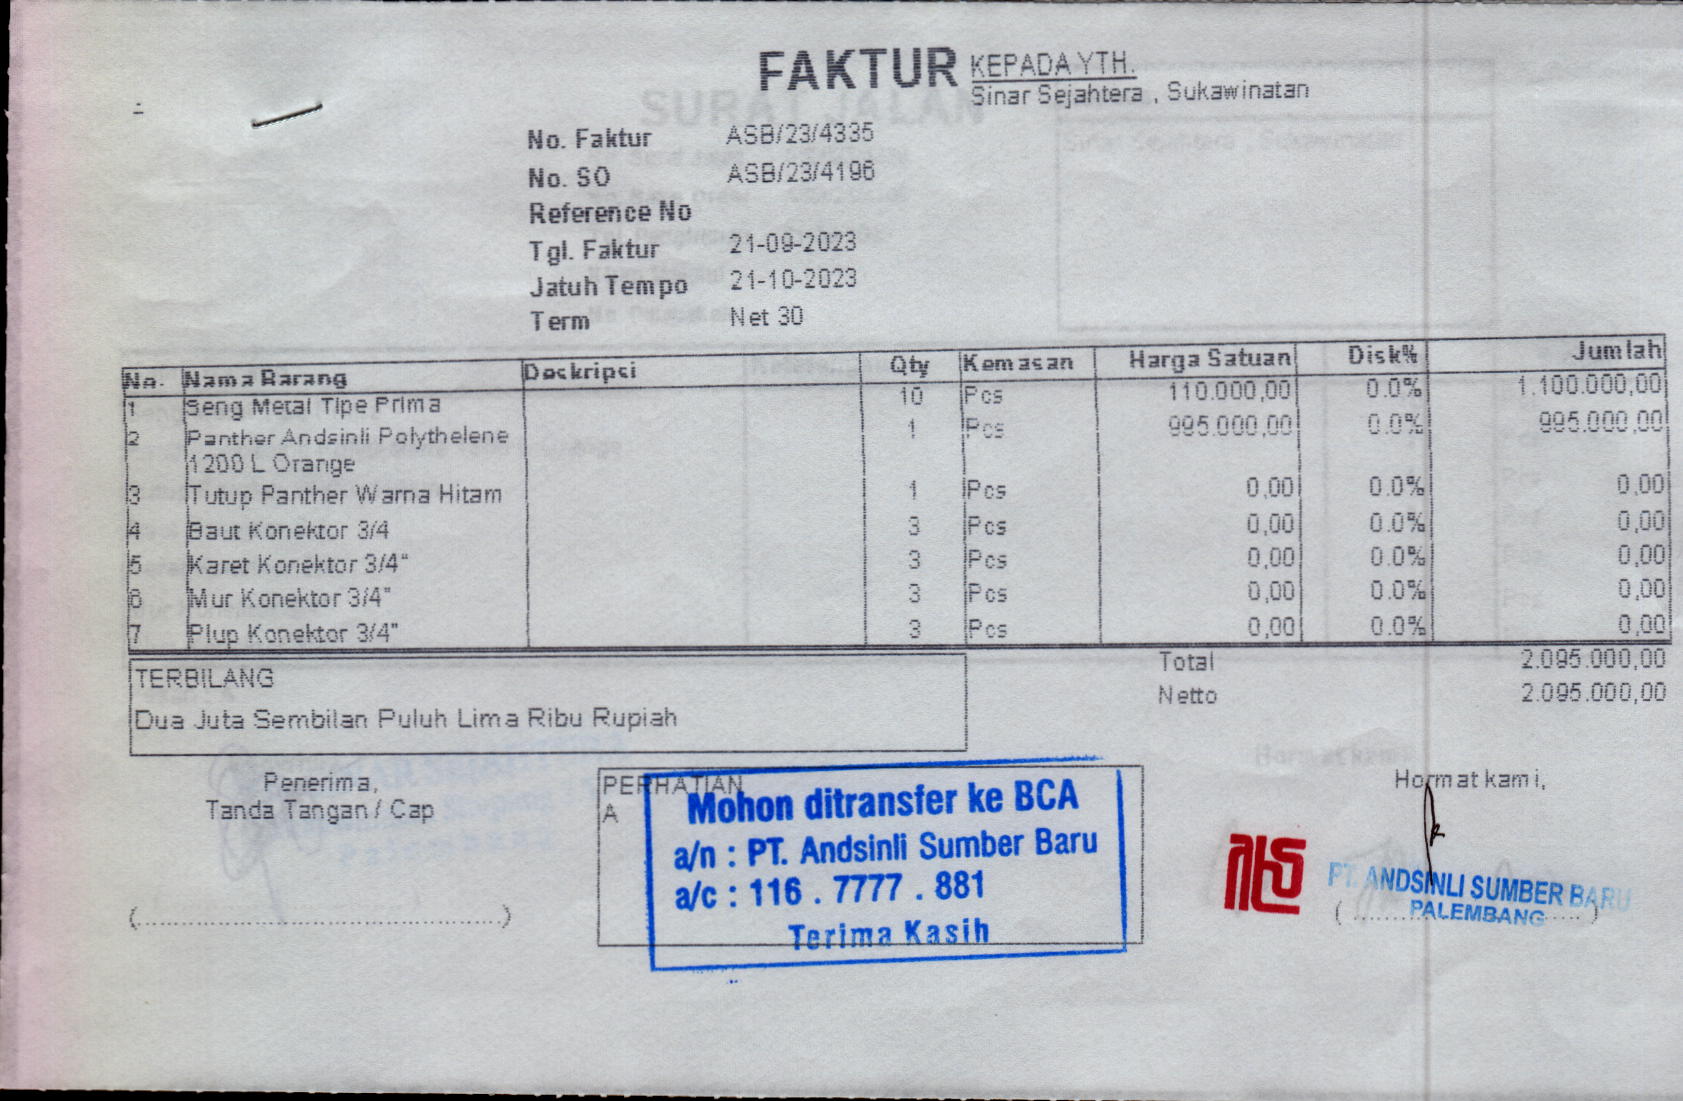 FAKTUR
KEPADA YTH.
Sinar Sejahtera , Sukawinatan
No. Faktur ASB/23/4335
No. SO ASB/23/4196
Reference No
Tgl. Faktur 21-09-2023
Jatuh Tempo 21-10-2023
Term Net 30
No. Nama Barang Deskripsi Qty Kemasan Harga Satuan Disk% Jumlah
1 Seng Metal Tipe Prima 10 Pcs 110.000,00 0.0% 1.100.000,00
2 Panther Andsinli Polythelene 1 Pcs 995.000,00 0.0% 995.000,00
1200 L Orange
3 Tutup Panther Warna Hitam 1 Pcs 0,00 0.0% 0,00
4 Baut Konektor 3/4 3 Pcs 0,00 0.0% 0,00
5 Karet Konektor 3/4" 3 Pcs 0,00 0.0% 0,00
6 Mur Konektor 3/4" 3 Pcs 0,00 0.0% 0,00
7 Plup Konektor 3/4" 3 Pcs 0,00 0.0% 0,00
Total 2.095.000,00
Netto 2.095.000,00
TERBILANG
Dua Juta Sembilan Puluh Lima Ribu Rupiah
Penerima,
Tanda Tangan / Cap
(........................................)
PERHATIAN
A
Mohon ditransfer ke BCA
a/n : PT. Andsinli Sumber Baru
a/c : 116 . 7777 . 881
Terima Kasih
Hormat kami,
PT. ANDSINLI SUMBER BARU
PALEMBANG